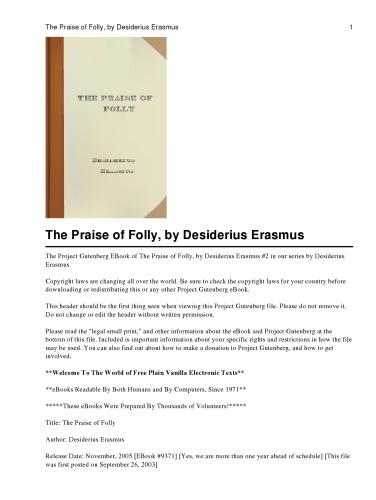 The Praise of Folly, by Desiderius Erasmus 1
THE PRAISE OF
FOLLY
Desiderius
Erasmus
The Praise of Folly, by Desiderius Erasmus
The Project Gutenberg EBook of The Praise of Folly, by Desiderius Erasmus #2 in our series by Desiderius
Erasmus
Copyright laws are changing all over the world. Be sure to check the copyright laws for your country before
downloading or redistributing this or any other Project Gutenberg eBook.
This header should be the first thing seen when viewing this Project Gutenberg file. Please do not remove it.
Do not change or edit the header without written permission.
Please read the "legal small print," and other information about the eBook and Project Gutenberg at the
bottom of this file. Included is important information about your specific rights and restrictions in how the file
may be used. You can also find out about how to make a donation to Project Gutenberg, and how to get
involved.
**Welcome To The World of Free Plain Vanilla Electronic Texts**
**eBooks Readable By Both Humans and By Computers, Since 1971**
*****These eBooks Were Prepared By Thousands of Volunteers!*****
Title: The Praise of Folly
Author: Desiderius Erasmus
Release Date: November, 2005 [EBook #9371] [Yes, we are more than one year ahead of schedule] [This file
was first posted on September 26, 2003]